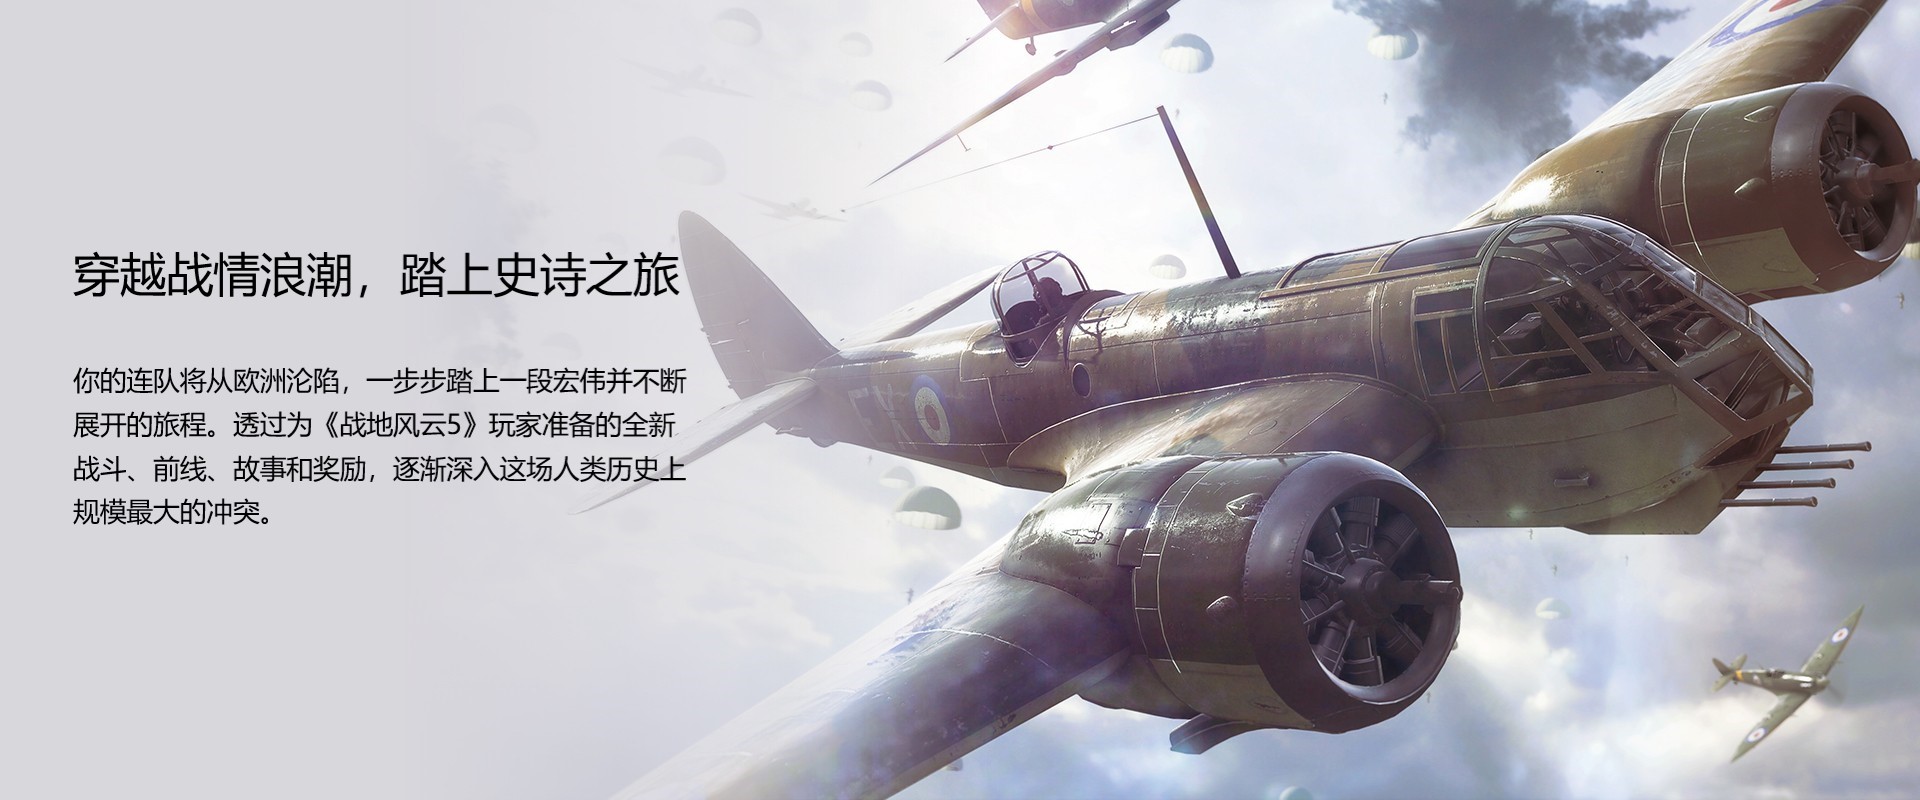 穿越战情浪潮，踏上史诗之旅
你的连队将从欧洲沦陷，一步步踏上一段宏伟并不断
展开的旅程。透过为《战地风云5》玩家准备的全新
战斗、前线、故事和奖励，逐渐深入这场人类历史上
规模最大的冲突。